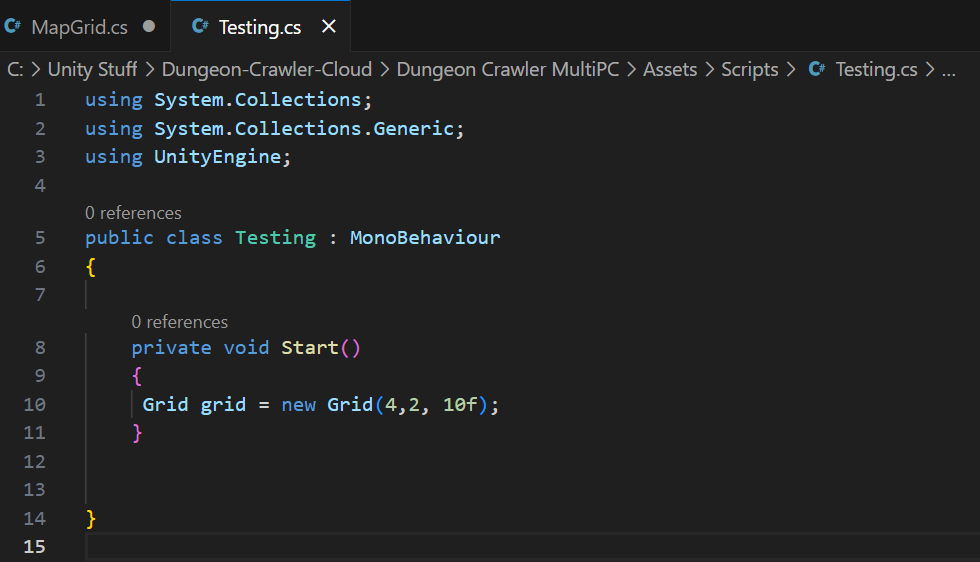 MapGrid.cs Testing.cs
C: > Unity Stuff > Dungeon-Crawler-Cloud > Dungeon Crawler MultiPC > Assets > Scripts > C# Testing.cs > ...
1 using System.Collections;
2 using System.Collections.Generic;
3 using UnityEngine;
4
0 references
5 public class Testing : MonoBehaviour
6 {
7
0 references
8 private void Start()
9 {
10 Grid grid = new Grid(4,2, 10f);
11 }
12
13
14 }
15